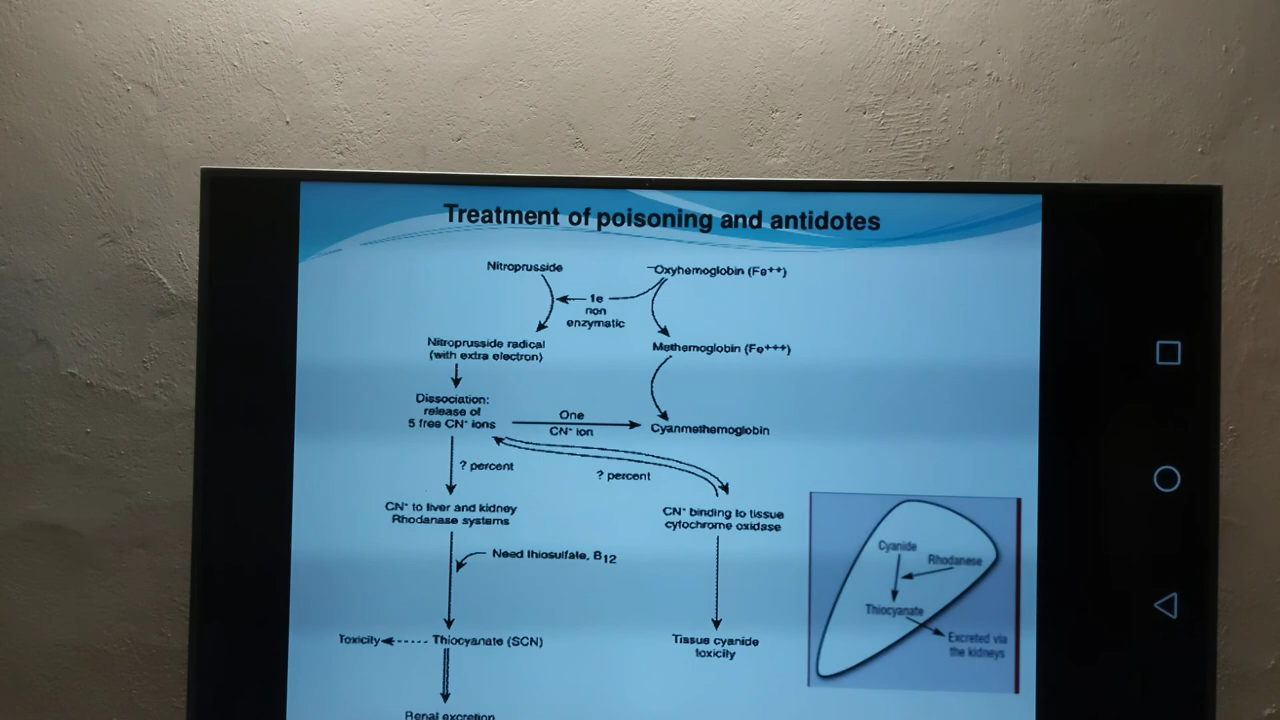 Treatment of poisoning and antidotes
Nitroprusside
Oxyhemoglobin (Fe++)
1e
non
enzymatic
Nitroprusside radical
(with extra electron)
Methemoglobin (Fe+++)
Dissociation:
release of
5 free CN- ions
One
CN- ion
Cyanmethemoglobin
? percent
? percent
CN- to liver and kidney
Rhodanase systems
CN- binding to tissue
cytochrome oxidase
Need thiosulfate, B12
Toxicity
Thiocyanate (SCN)
Tissue cyanide
toxicity
Renal excretion
Cyanide
Rhodanese
Thiocyanate
Excreted via
the kidneys